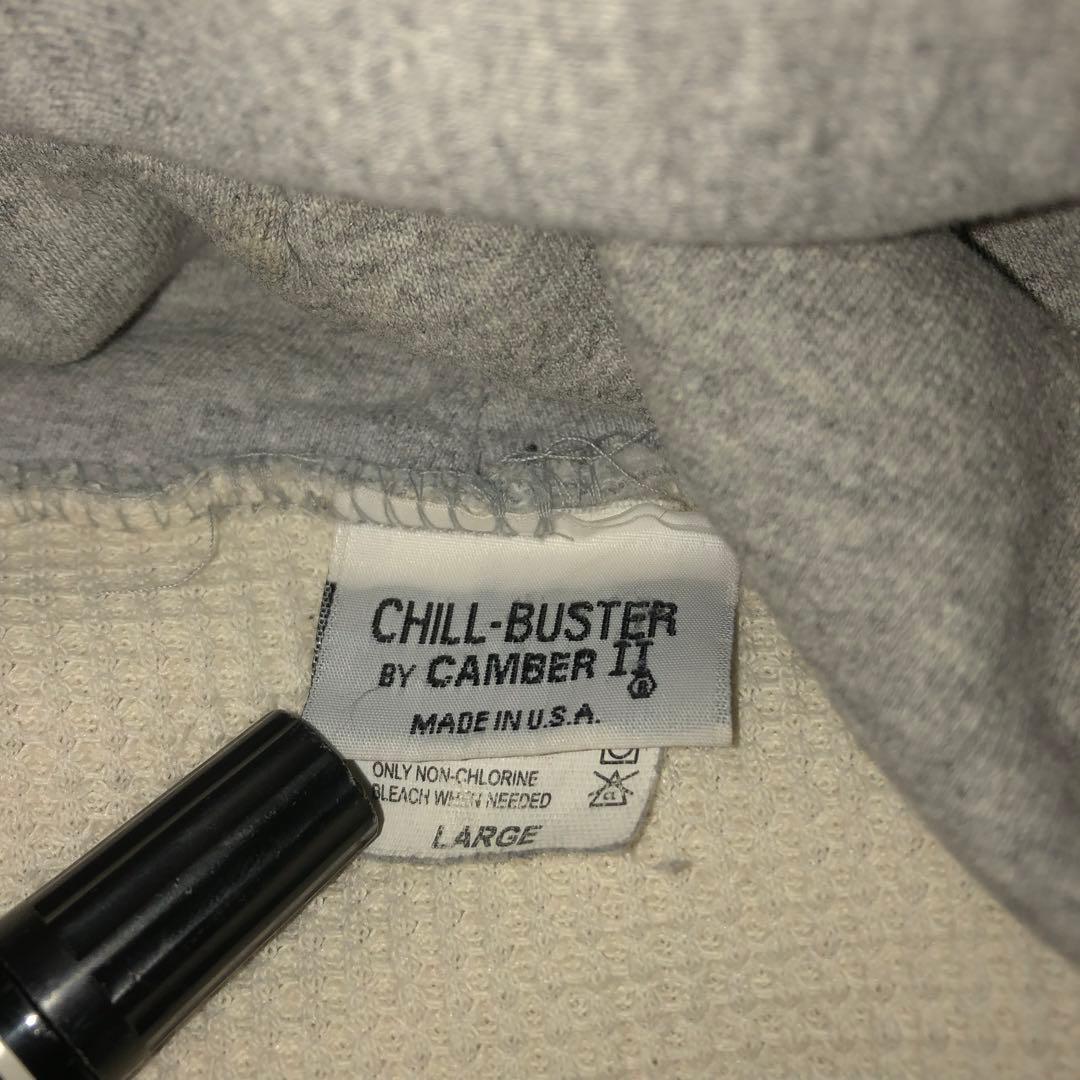 CHILL-BUSTER
BY CAMBER II ®
MADE IN U.S.A.
ONLY NON-CHLORINE
BLEACH WHEN NEEDED
LARGE